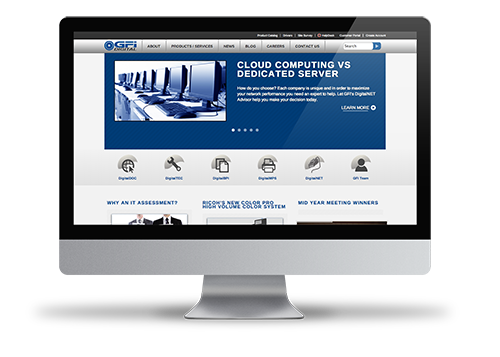 Product Catalog | Drivers | Site Survey | HelpDesk | Customer Portal | Create Account
GFI
DIGITAL
ABOUT
PRODUCTS / SERVICES
NEWS
BLOG
CAREERS
CONTACT US
Search
CLOUD COMPUTING VS
DEDICATED SERVER
How do you choose? Each company is unique and in order to maximize
your network performance you need an expert to help. Let GFI's DigitalNET
Advisor help you make your decision today.
LEARN MORE
DigitalDOC
DigitalTEC
DigitalBPI
DigitalMPS
DigitalNET
GFI Team
WHY AN IT ASSESSMENT?
RICOH'S NEW COLOR PRO
HIGH VOLUME COLOR SYSTEM
MID YEAR MEETING WINNERS